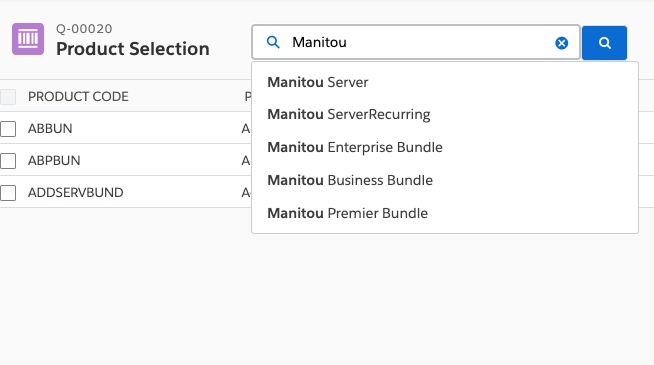 Q-00020
Product Selection
Manitou
PRODUCT CODE P
ABBUN A
ABPBUN A
ADDSERVBUND A
Manitou Server
Manitou ServerRecurring
Manitou Enterprise Bundle
Manitou Business Bundle
Manitou Premier Bundle